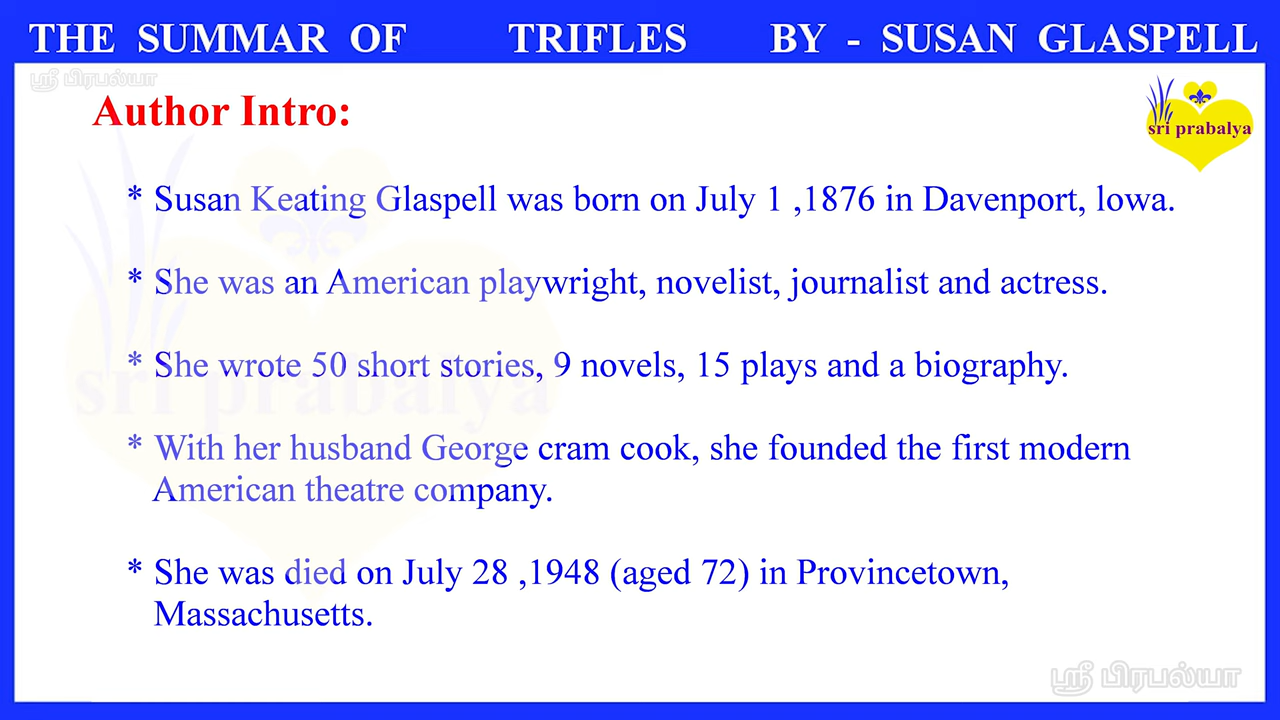 THE SUMMAR OF TRIFLES BY - SUSAN GLASPELL
ஸ்ரீ பிரபல்யா
Author Intro:
sri prabalya
* Susan Keating Glaspell was born on July 1 ,1876 in Davenport, lowa.
* She was an American playwright, novelist, journalist and actress.
* She wrote 50 short stories, 9 novels, 15 plays and a biography.
sri prabalya
* With her husband George cram cook, she founded the first modern
American theatre company.
* She was died on July 28 ,1948 (aged 72) in Provincetown,
Massachusetts.
ஸ்ரீ பிரபல்யா